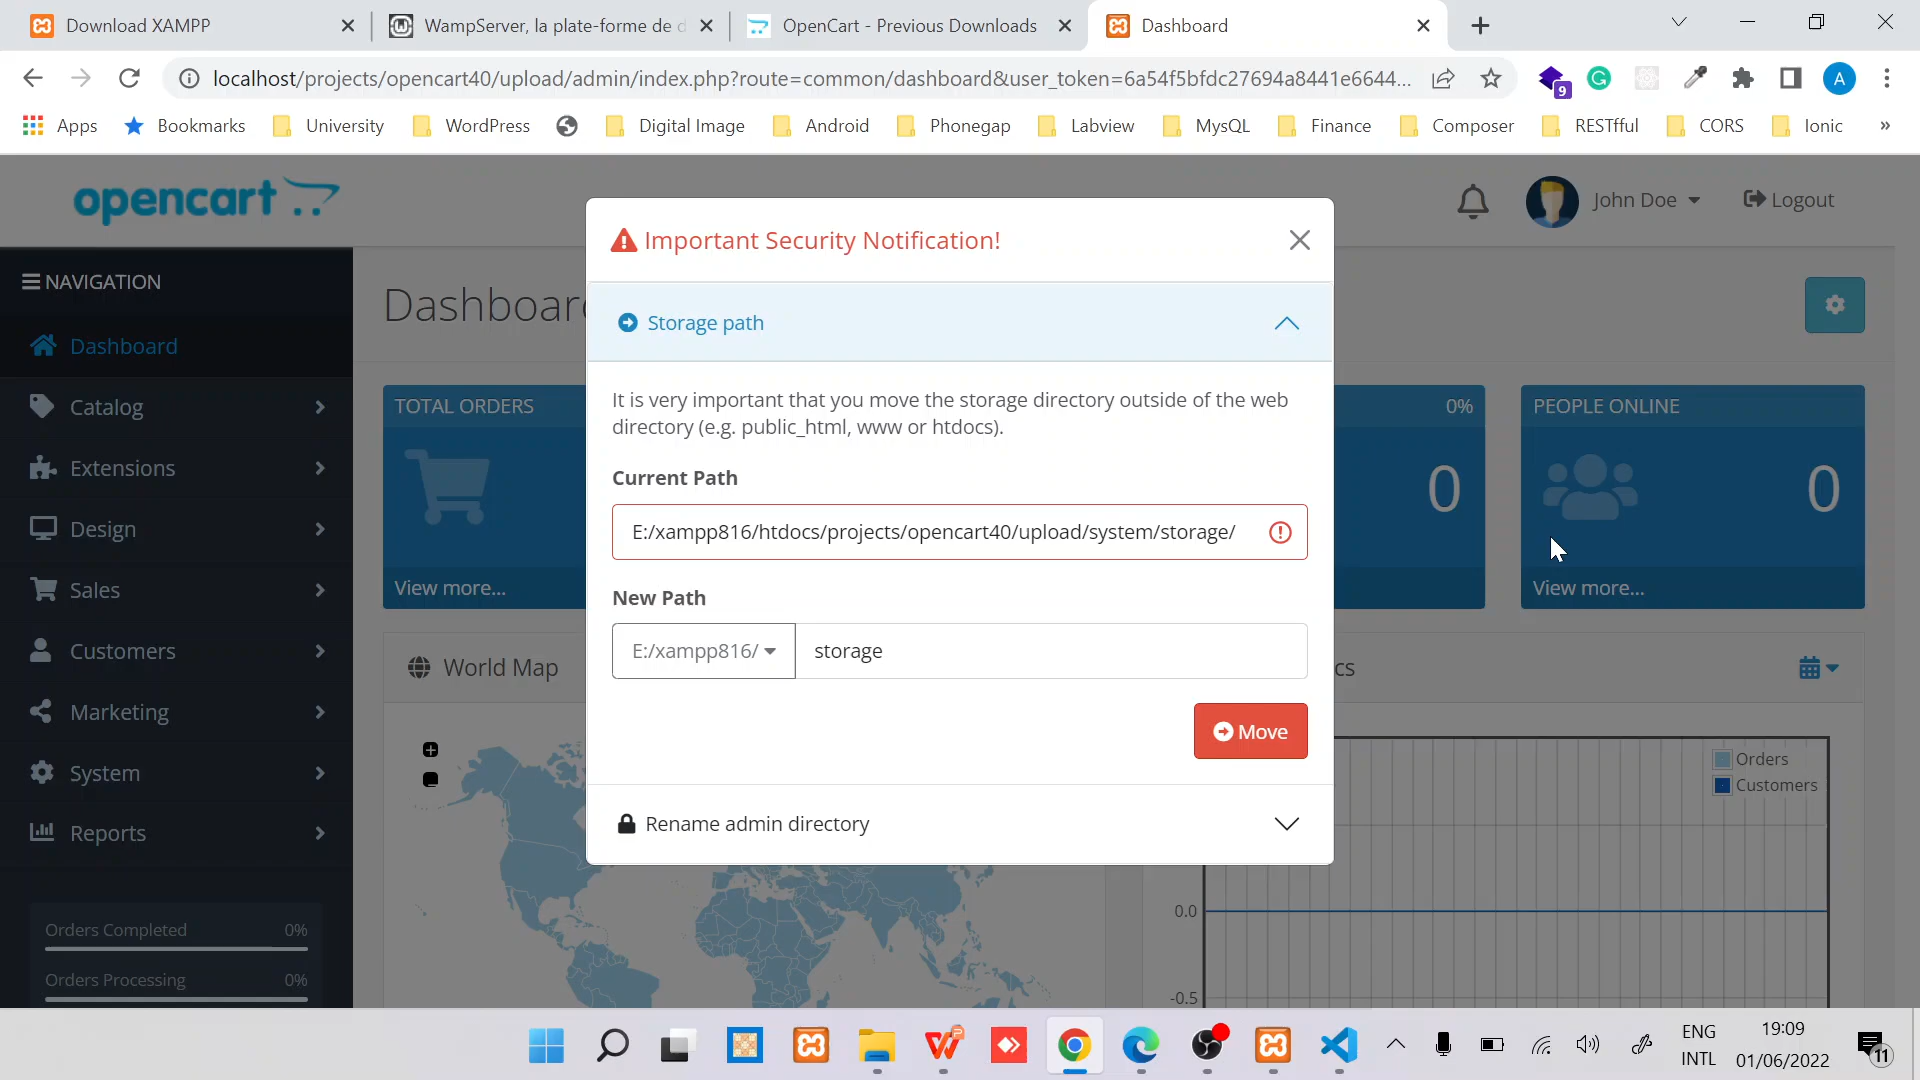 Download XAMPP
WampServer, la plate-forme de d
OpenCart - Previous Downloads
Dashboard
localhost/projects/opencart40/upload/admin/index.php?route=common/dashboard&user_token=6a54f5bfdc27694a8441e6644...
9
A
Apps
Bookmarks
University
WordPress
Digital Image
Android
Phonegap
Labview
MysQL
Finance
Composer
RESTfful
CORS
Ionic
»
opencart
John Doe
Logout
NAVIGATION
Dashboard
Catalog
Extensions
Design
Sales
Customers
Marketing
System
Reports
Orders Completed 0%
Orders Processing 0%
Dashboard
TOTAL ORDERS
View more...
0%
0
PEOPLE ONLINE
0
View more...
World Map
cs
Orders
Customers
0.0
-0.5
Important Security Notification!
Storage path
It is very important that you move the storage directory outside of the web
directory (e.g. public_html, www or htdocs).
Current Path
E:/xampp816/htdocs/projects/opencart40/upload/system/storage/
New Path
E:/xampp816/ storage
Move
Rename admin directory
ENG
INTL
19:09
01/06/2022
11